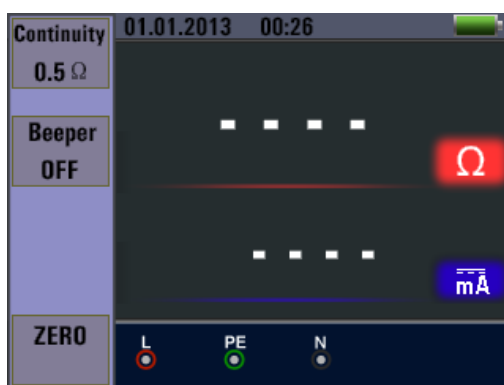 Continuity
0.5 Ω
Beeper
OFF
ZERO
01.01.2013 00:26
- - - -
Ω
- - - -
mA
L PE N